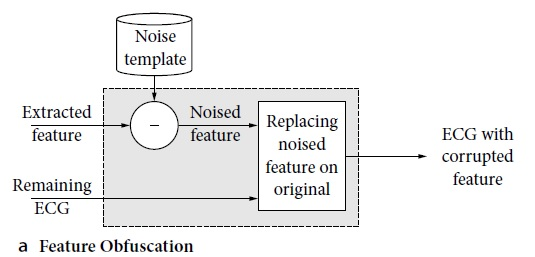 Noise
template
Extracted
feature
−
Noised
feature
Replacing
noised
feature on
original
ECG with
corrupted
feature
Remaining
ECG
a Feature Obfuscation